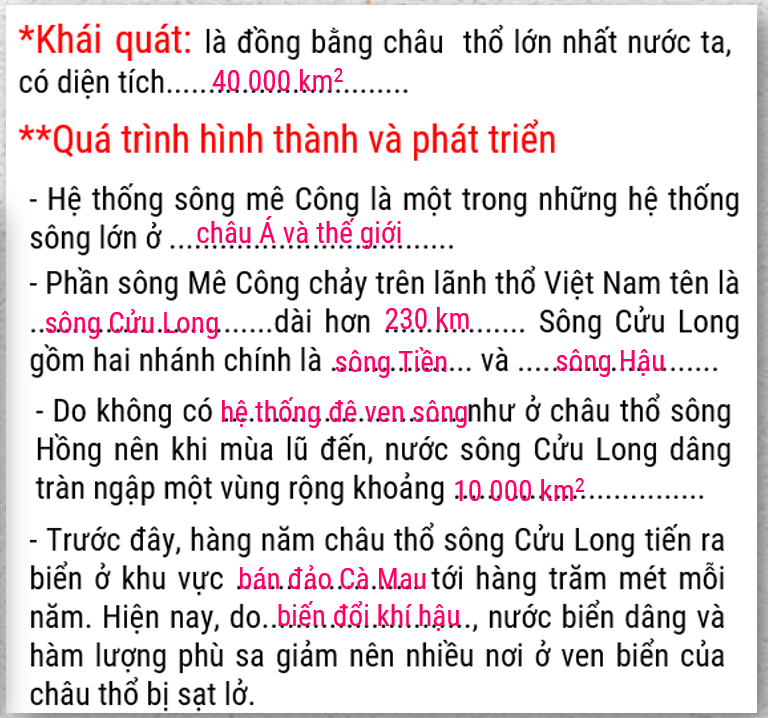 *Khái quát: là đồng bằng châu thổ lớn nhất nước ta,
có diện tích.....40 000 km²........
**Quá trình hình thành và phát triển
- Hệ thống sông mê Công là một trong những hệ thống
sông lớn ở ...châu Á và thế giới......
- Phần sông Mê Công chảy trên lãnh thổ Việt Nam tên là
..sông Cửu Long......dài hơn 230 km....... Sông Cửu Long
gồm hai nhánh chính là .sông Tiền... và ....sông Hậu......
- Do không có hệ thống đê ven sông như ở châu thổ sông
Hồng nên khi mùa lũ đến, nước sông Cửu Long dâng
tràn ngập một vùng rộng khoảng 10 000 km²..............
- Trước đây, hàng năm châu thổ sông Cửu Long tiến ra
biển ở khu vực bán đảo Cà Mau tới hàng trăm mét mỗi
năm. Hiện nay, do..biến đổi khí hậu.., nước biển dâng và
hàm lượng phù sa giảm nên nhiều nơi ở ven biển của
châu thổ bị sạt lở.